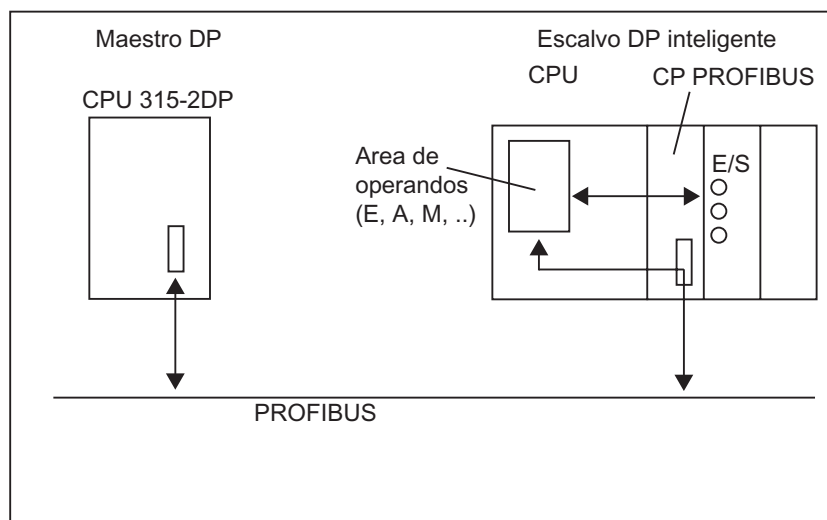 Maestro DP
CPU 315-2DP
Escalvo DP inteligente
CPU
CP PROFIBUS
Area de
operandos
(E, A, M, ..)
E/S
PROFIBUS